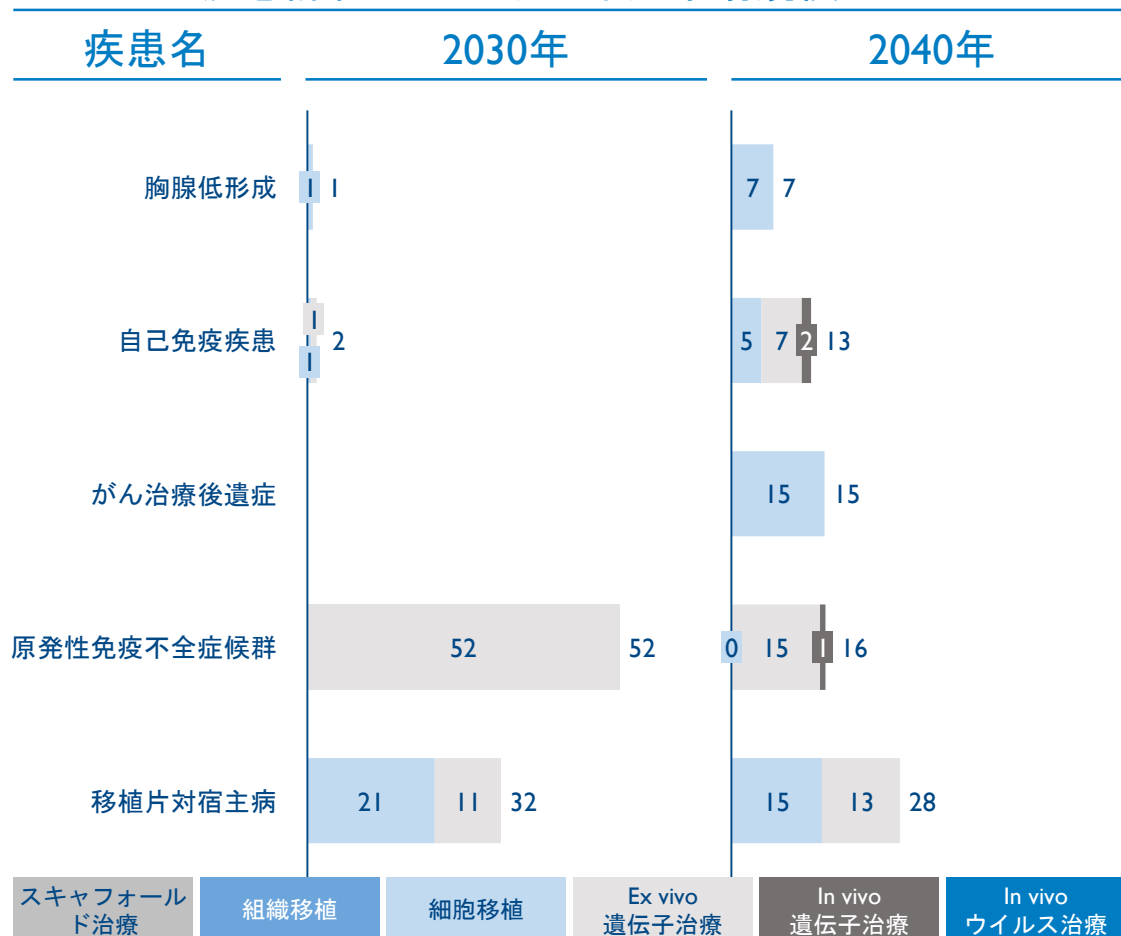 疾患名 2030年 2040年
胸腺低形成 1 1 7 7
自己免疫疾患 1 1 2 5 7 2 13
がん治療後遺症 15 15
原発性免疫不全症候群 52 52 0 15 1 16
移植片対宿主病 21 11 32 15 13 28
スキャフォール
ド治療
組織移植
細胞移植
Ex vivo
遺伝子治療
In vivo
遺伝子治療
In vivo
ウイルス治療